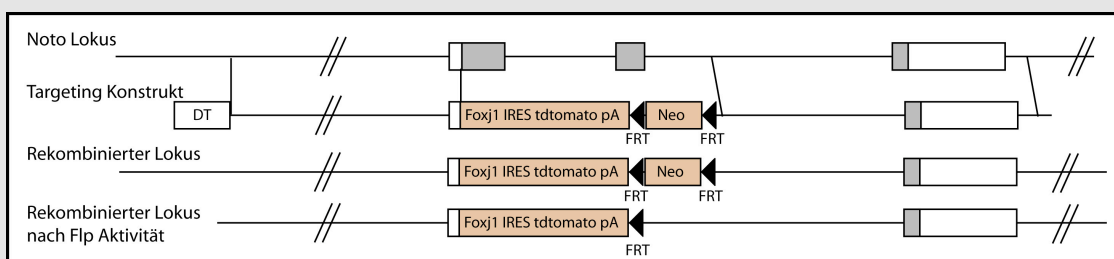 Noto Lokus
Targeting Konstrukt
DT
Foxj1 IRES tdtomato pA
Neo
FRT
FRT
Rekombinierter Lokus
Foxj1 IRES tdtomato pA
Neo
FRT
FRT
Rekombinierter Lokus
nach Flp Aktivität
Foxj1 IRES tdtomato pA
FRT